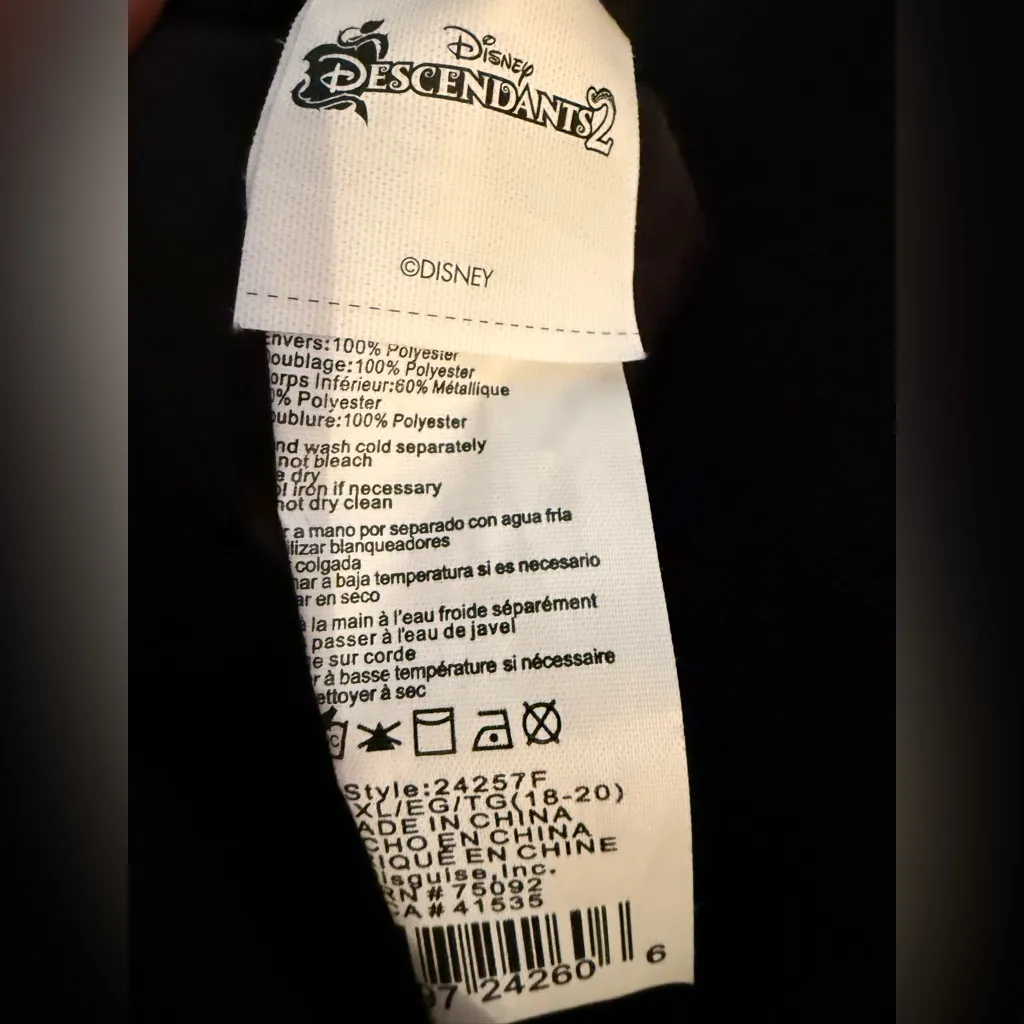 Disney
DESCENDANTS 2
©DISNEY
nvers:100% Polyester
oublage:100% Polyester
orps Inférieur:60% Métallique
% Polyester
ublure:100% Polyester
nd wash cold separately
not bleach
e dry
ol iron if necessary
not dry clean
r a mano por separado con agua fria
ilizar blanqueadores
colgada
nar a baja temperatura si es necesario
ar en seco
à la main à l'eau froide séparément
passer à l'eau de javel
e sur corde
r à basse température si nécessaire
ettoyer à sec
C
Style:24257F
XL/EG/TG(18-20)
ADE IN CHINA
CHO EN CHINA
IQUÉ EN CHINE
isguise,Inc.
RN # 75092
CA # 41535
97 24260 6